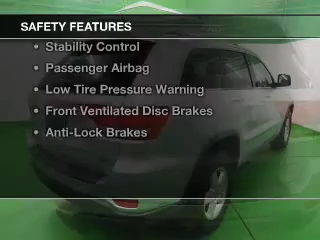 SAFETY FEATURES
• Stability Control
• Passenger Airbag
• Low Tire Pressure Warning
• Front Ventilated Disc Brakes
• Anti-Lock Brakes